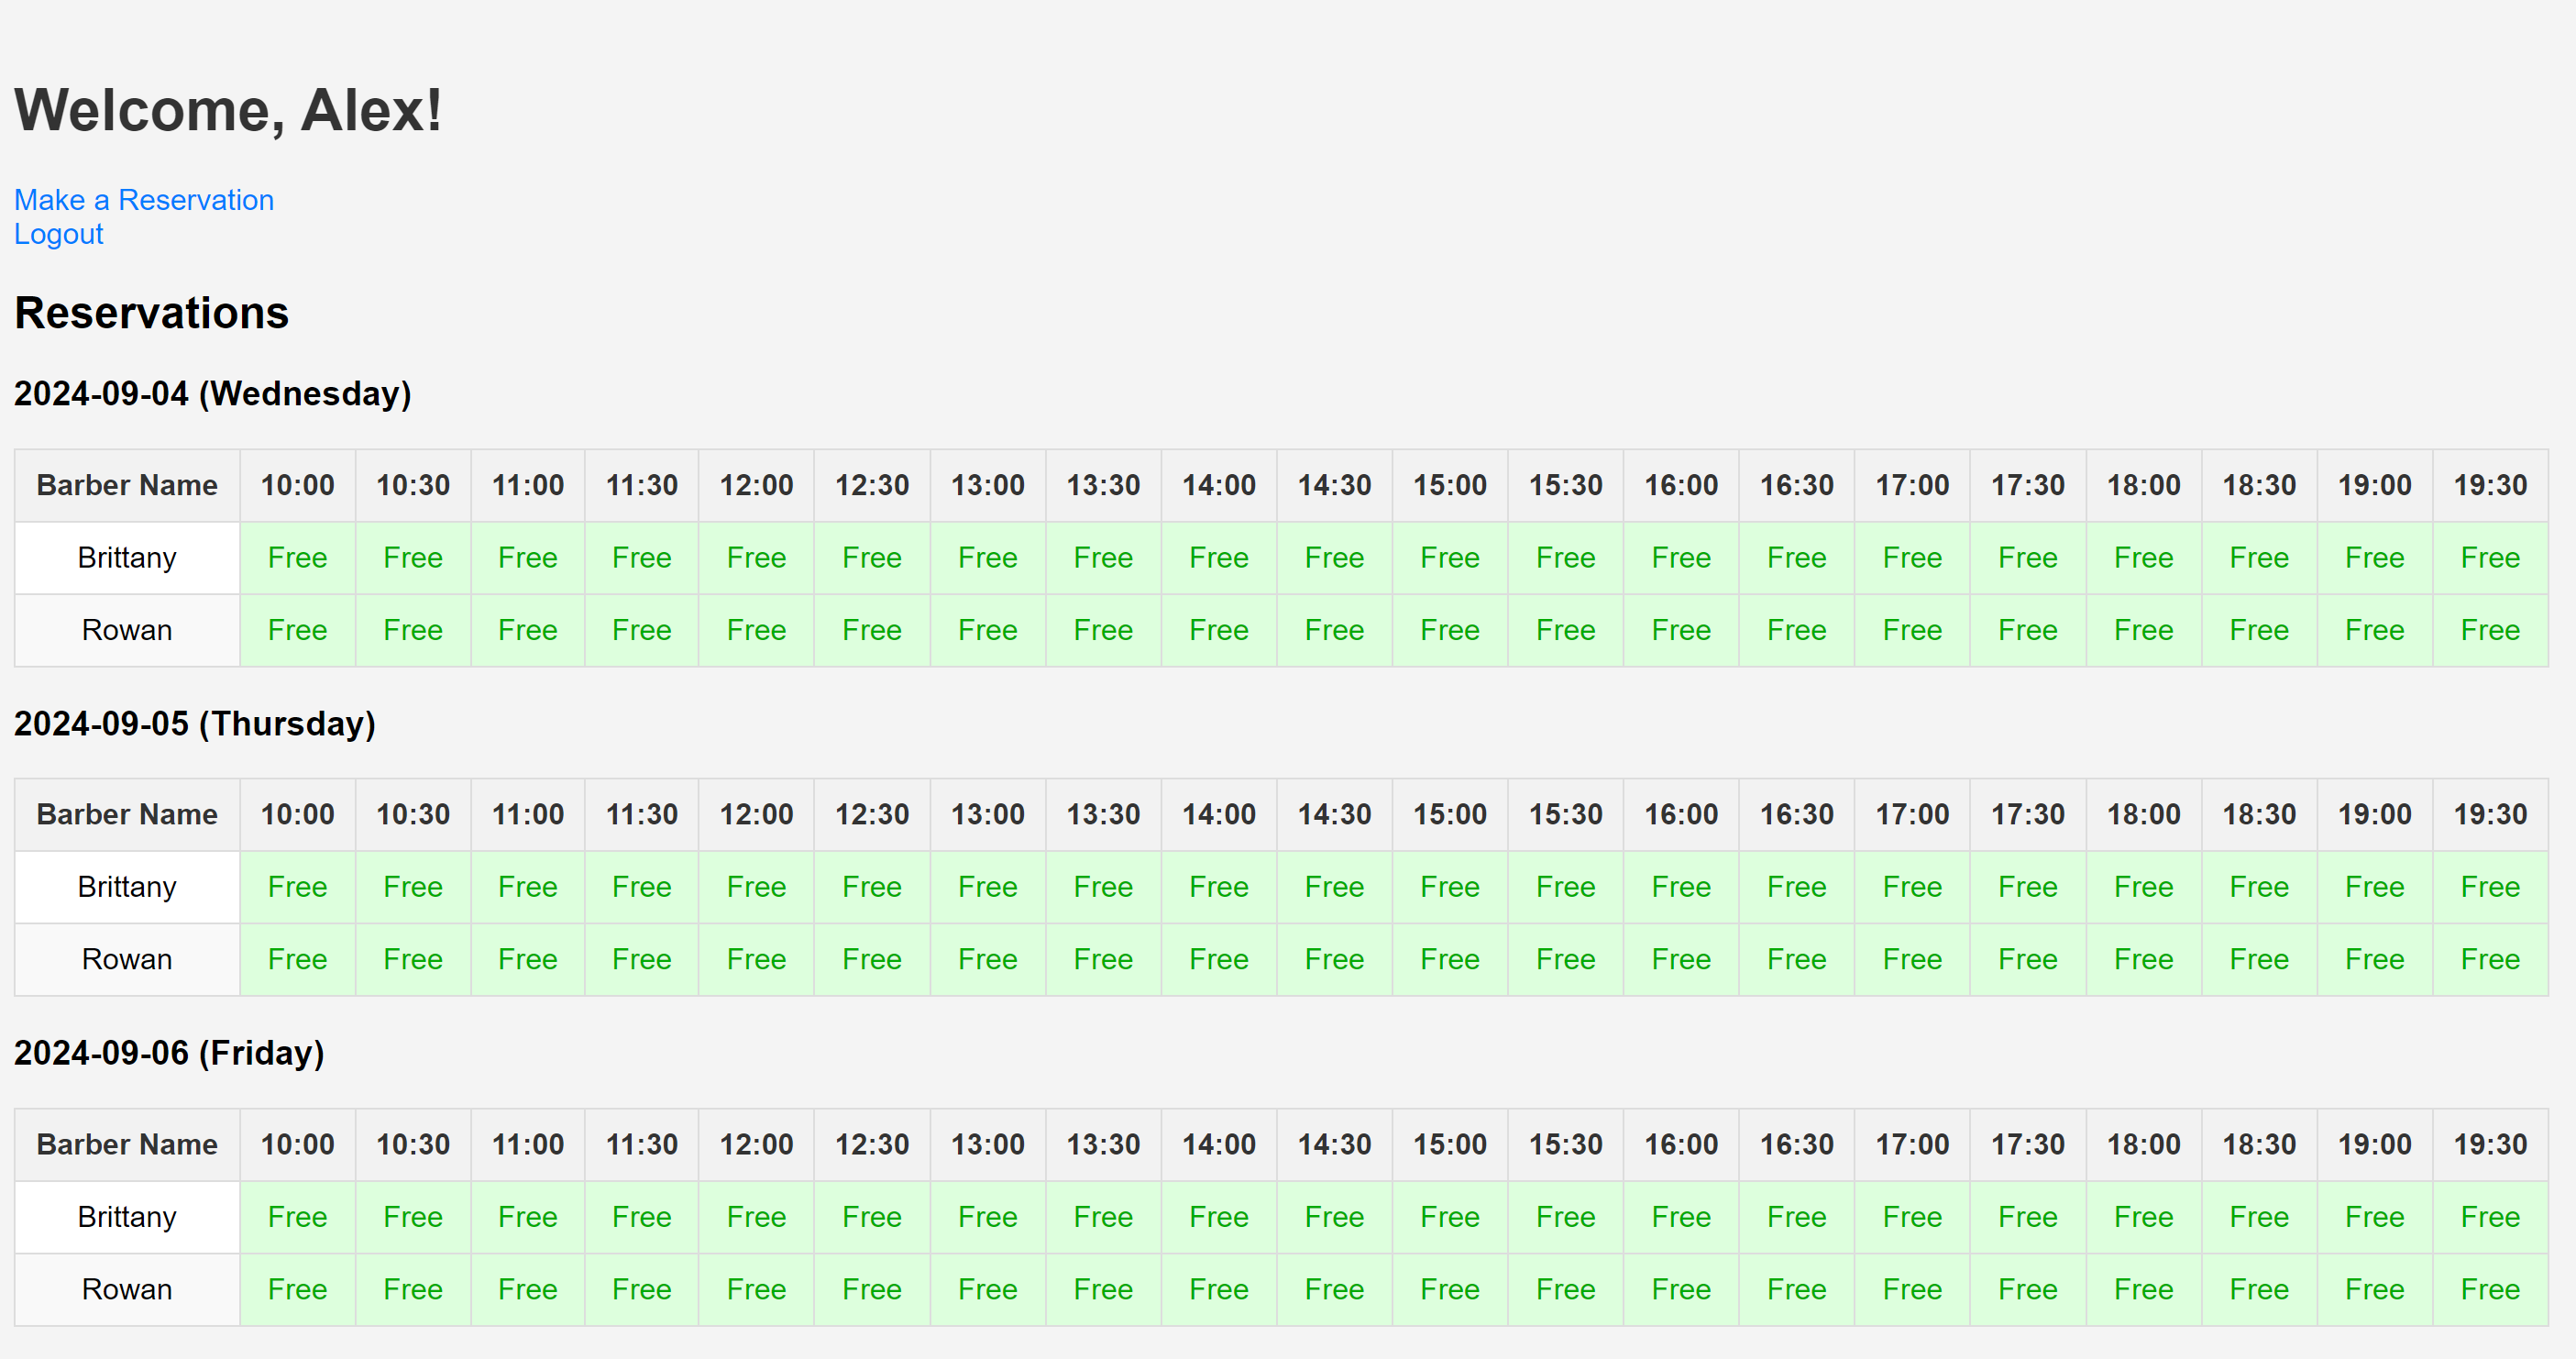 Welcome, Alex!
Make a Reservation
Logout
Reservations
2024-09-04 (Wednesday)
Barber Name 10:00 10:30 11:00 11:30 12:00 12:30 13:00 13:30 14:00 14:30 15:00 15:30 16:00 16:30 17:00 17:30 18:00 18:30 19:00 19:30
Brittany Free Free Free Free Free Free Free Free Free Free Free Free Free Free Free Free Free Free Free Free
Rowan Free Free Free Free Free Free Free Free Free Free Free Free Free Free Free Free Free Free Free Free
2024-09-05 (Thursday)
Barber Name 10:00 10:30 11:00 11:30 12:00 12:30 13:00 13:30 14:00 14:30 15:00 15:30 16:00 16:30 17:00 17:30 18:00 18:30 19:00 19:30
Brittany Free Free Free Free Free Free Free Free Free Free Free Free Free Free Free Free Free Free Free Free
Rowan Free Free Free Free Free Free Free Free Free Free Free Free Free Free Free Free Free Free Free Free
2024-09-06 (Friday)
Barber Name 10:00 10:30 11:00 11:30 12:00 12:30 13:00 13:30 14:00 14:30 15:00 15:30 16:00 16:30 17:00 17:30 18:00 18:30 19:00 19:30
Brittany Free Free Free Free Free Free Free Free Free Free Free Free Free Free Free Free Free Free Free Free
Rowan Free Free Free Free Free Free Free Free Free Free Free Free Free Free Free Free Free Free Free Free